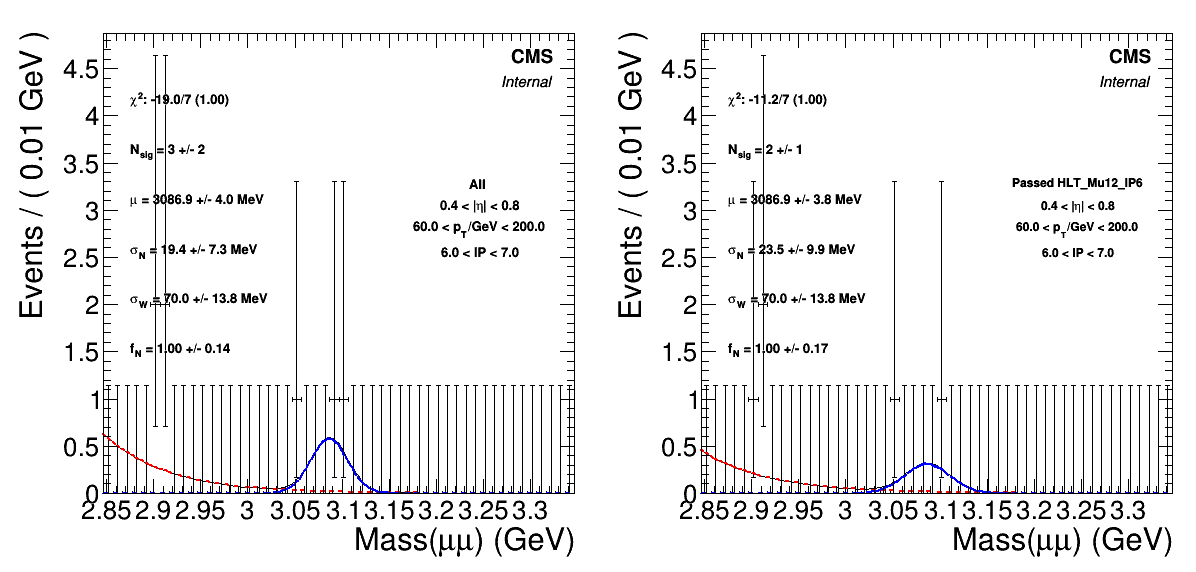 Events / ( 0.01 GeV )
4.5
4
3.5
3
2.5
2
1.5
1
0.5
0
CMS
Internal
χ²: -19.0/7 (1.00)
N_sig = 3 +/- 2
μ = 3086.9 +/- 4.0 MeV
σ_N = 19.4 +/- 7.3 MeV
σ_W = 70.0 +/- 13.8 MeV
f_N = 1.00 +/- 0.14
All
0.4 < |η| < 0.8
60.0 < p_T/GeV < 200.0
6.0 < IP < 7.0
2.85 2.9 2.95 3 3.05 3.1 3.15 3.2 3.25 3.3
Mass(μμ) (GeV)
Events / ( 0.01 GeV )
4.5
4
3.5
3
2.5
2
1.5
1
0.5
0
CMS
Internal
χ²: -11.2/7 (1.00)
N_sig = 2 +/- 1
μ = 3086.9 +/- 3.8 MeV
σ_N = 23.5 +/- 9.9 MeV
σ_W = 70.0 +/- 13.8 MeV
f_N = 1.00 +/- 0.17
Passed HLT_Mu12_IP6
0.4 < |η| < 0.8
60.0 < p_T/GeV < 200.0
6.0 < IP < 7.0
2.85 2.9 2.95 3 3.05 3.1 3.15 3.2 3.25 3.3
Mass(μμ) (GeV)